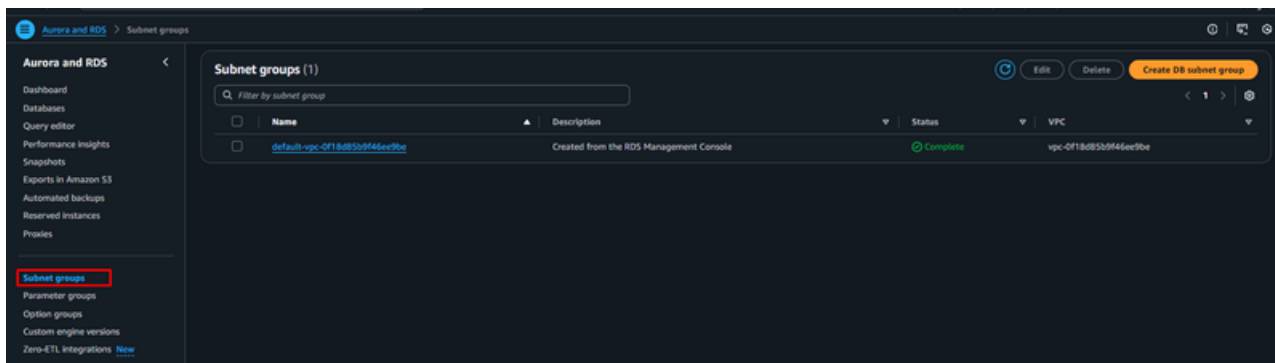 Aurora and RDS > Subnet groups
Aurora and RDS
Dashboard
Databases
Query editor
Performance insights
Snapshots
Exports in Amazon S3
Automated backups
Reserved instances
Proxies
Subnet groups
Parameter groups
Option groups
Custom engine versions
Zero-ETL integrations New
Subnet groups (1)
Edit Delete Create DB subnet group
Filter by subnet group
1
Name Description Status VPC
default-vpc-0f18d85b9f46ee9be Created from the RDS Management Console Complete vpc-0f18d85b9f46ee9be